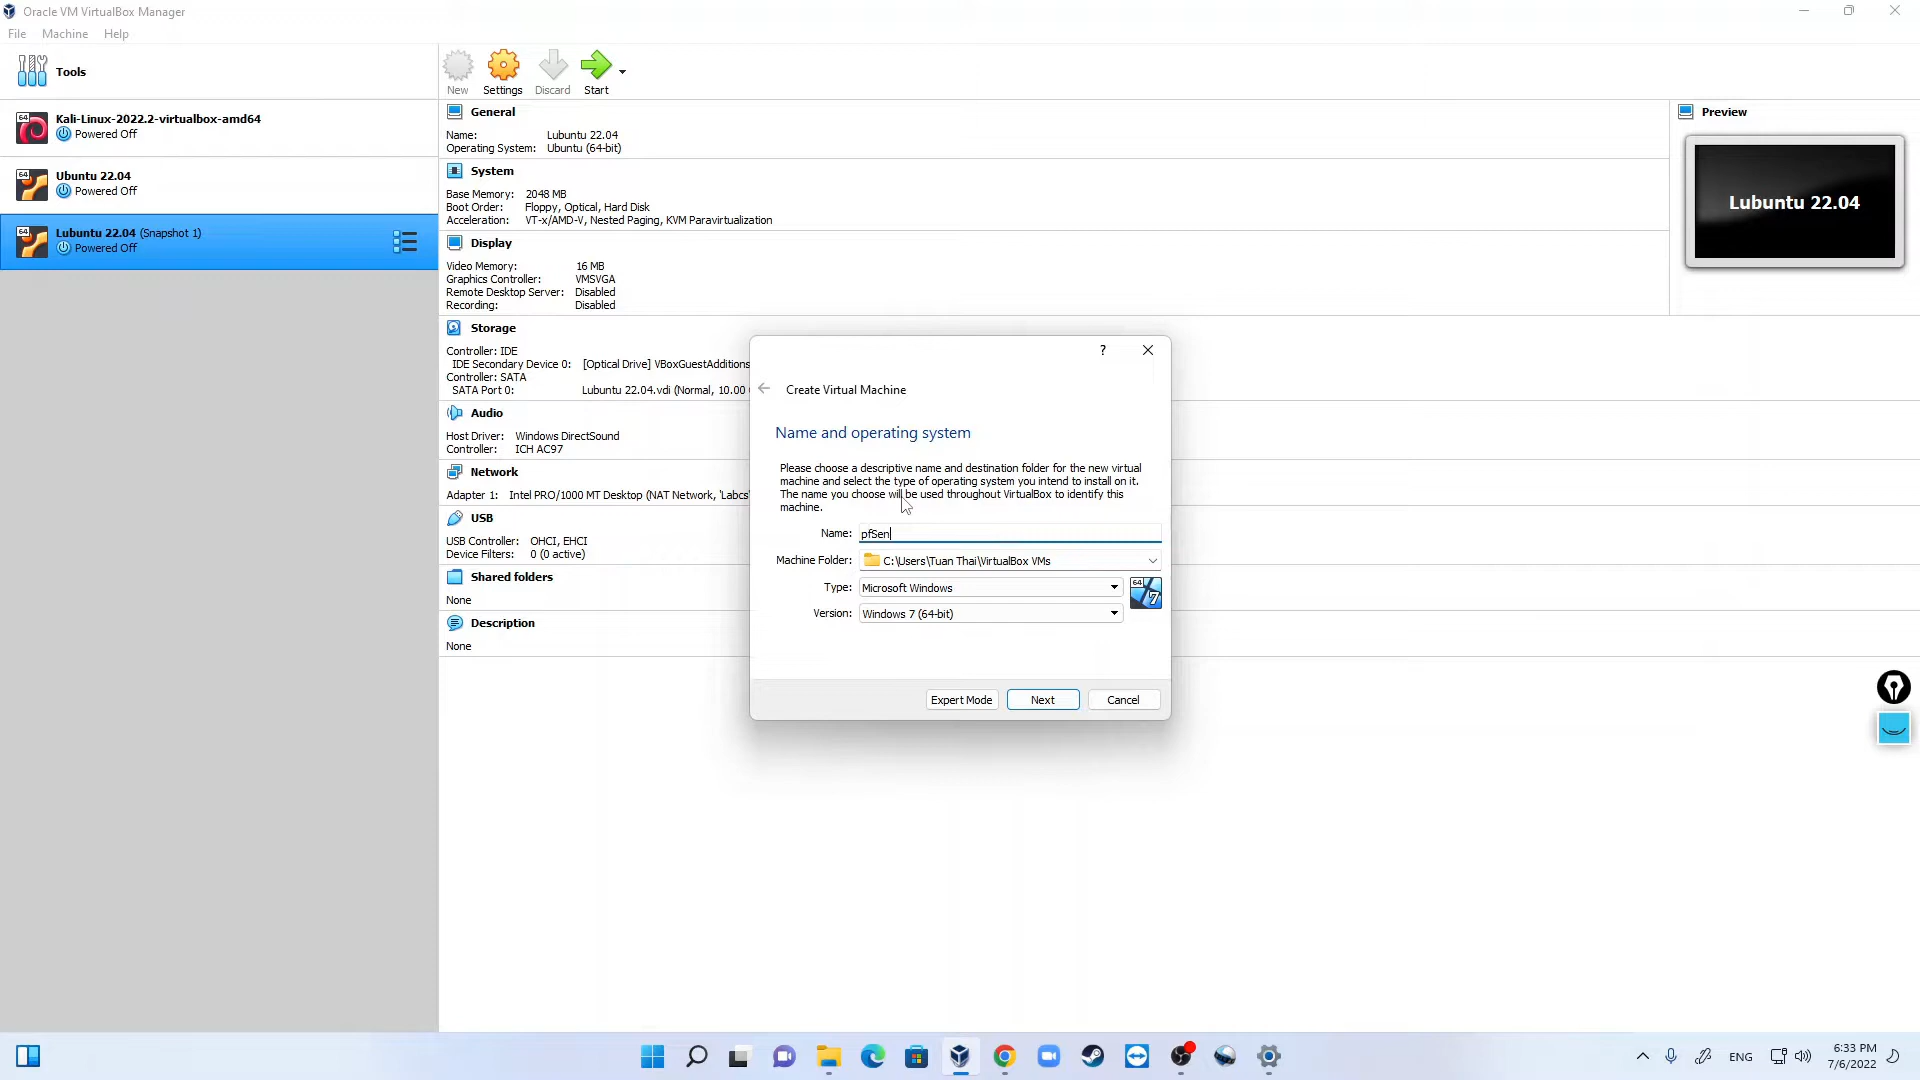 Oracle VM VirtualBox Manager
File Machine Help
Tools
New Settings Discard Start
64 Kali-Linux-2022.2-virtualbox-amd64
Powered Off
64 Ubuntu 22.04
Powered Off
64 Lubuntu 22.04 (Snapshot 1)
Powered Off
General
Name: Lubuntu 22.04
Operating System: Ubuntu (64-bit)
System
Base Memory: 2048 MB
Boot Order: Floppy, Optical, Hard Disk
Acceleration: VT-x/AMD-V, Nested Paging, KVM Paravirtualization
Display
Video Memory: 16 MB
Graphics Controller: VMSVGA
Remote Desktop Server: Disabled
Recording: Disabled
Storage
Controller: IDE
IDE Secondary Device 0: [Optical Drive] VBoxGuestAdditions
Controller: SATA
SATA Port 0: Lubuntu 22.04.vdi (Normal, 10.00
Audio
Host Driver: Windows DirectSound
Controller: ICH AC97
Network
Adapter 1: Intel PRO/1000 MT Desktop (NAT Network, 'Labcs'
USB
USB Controller: OHCI, EHCI
Device Filters: 0 (0 active)
Shared folders
None
Description
None
Preview
Lubuntu 22.04
?
Create Virtual Machine
Name and operating system
Please choose a descriptive name and destination folder for the new virtual
machine and select the type of operating system you intend to install on it.
The name you choose will be used throughout VirtualBox to identify this
machine.
Name: pfSen
Machine Folder: C:\Users\Tuan Thai\VirtualBox VMs
Type: Microsoft Windows
Version: Windows 7 (64-bit)
64
7
Expert Mode Next Cancel
ENG
6:33 PM
7/6/2022